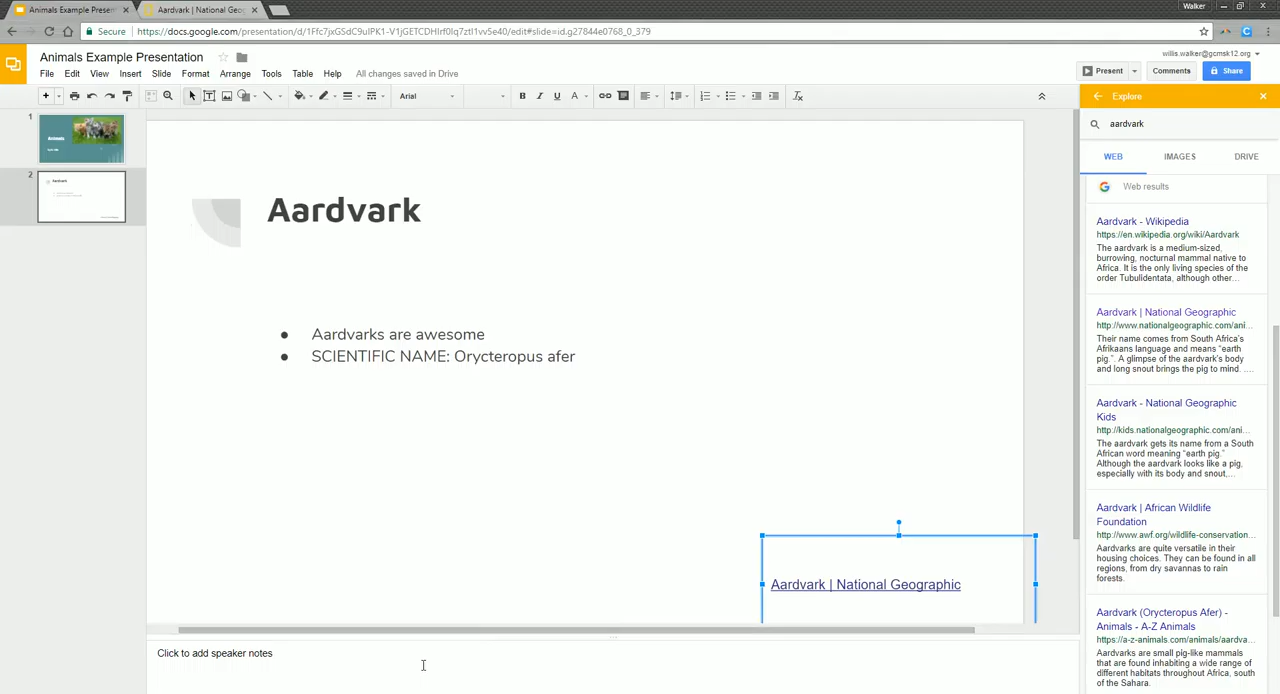 Animals Example Presen
Aardvark | National Geo
Walker
Secure
https://docs.google.com/presentation/d/1Ffc7jxGSdC9uIPK1-V1jGETCDHIrf0Iq7ztI1vv5e40/edit#slide=id.g27844e0768_0_379
Animals Example Presentation
willis.walker@gcmsk12.org
File Edit View Insert Slide Format Arrange Tools Table Help All changes saved in Drive
Present
Comments
Share
Arial
B I U A
Explore
aardvark
WEB IMAGES DRIVE
1
2
Aardvark
Aardvarks are awesome
SCIENTIFIC NAME: Orycteropus afer
Aardvark | National Geographic
Click to add speaker notes
Web results
Aardvark - Wikipedia
https://en.wikipedia.org/wiki/Aardvark
The aardvark is a medium-sized,
burrowing, nocturnal mammal native to
Africa. It is the only living species of the
order Tubulidentata, although other...
Aardvark | National Geographic
http://www.nationalgeographic.com/ani...
Their name comes from South Africa's
Afrikaans language and means “earth
pig.”. A glimpse of the aardvark's body
and long snout brings the pig to mind. ....
Aardvark - National Geographic
Kids
http://kids.nationalgeographic.com/ani...
The aardvark gets its name from a South
African word meaning “earth pig.”
Although the aardvark looks like a pig,
especially with its body and snout,...
Aardvark | African Wildlife
Foundation
http://www.awf.org/wildlife-conservation...
Aardvarks are quite versatile in their
housing choices. They can be found in all
regions, from dry savannas to rain
forests.
Aardvark (Orycteropus Afer) -
Animals - A-Z Animals
https://a-z-animals.com/animals/aardva...
Aardvarks are small pig-like mammals
that are found inhabiting a wide range of
different habitats throughout Africa, south
of the Sahara.